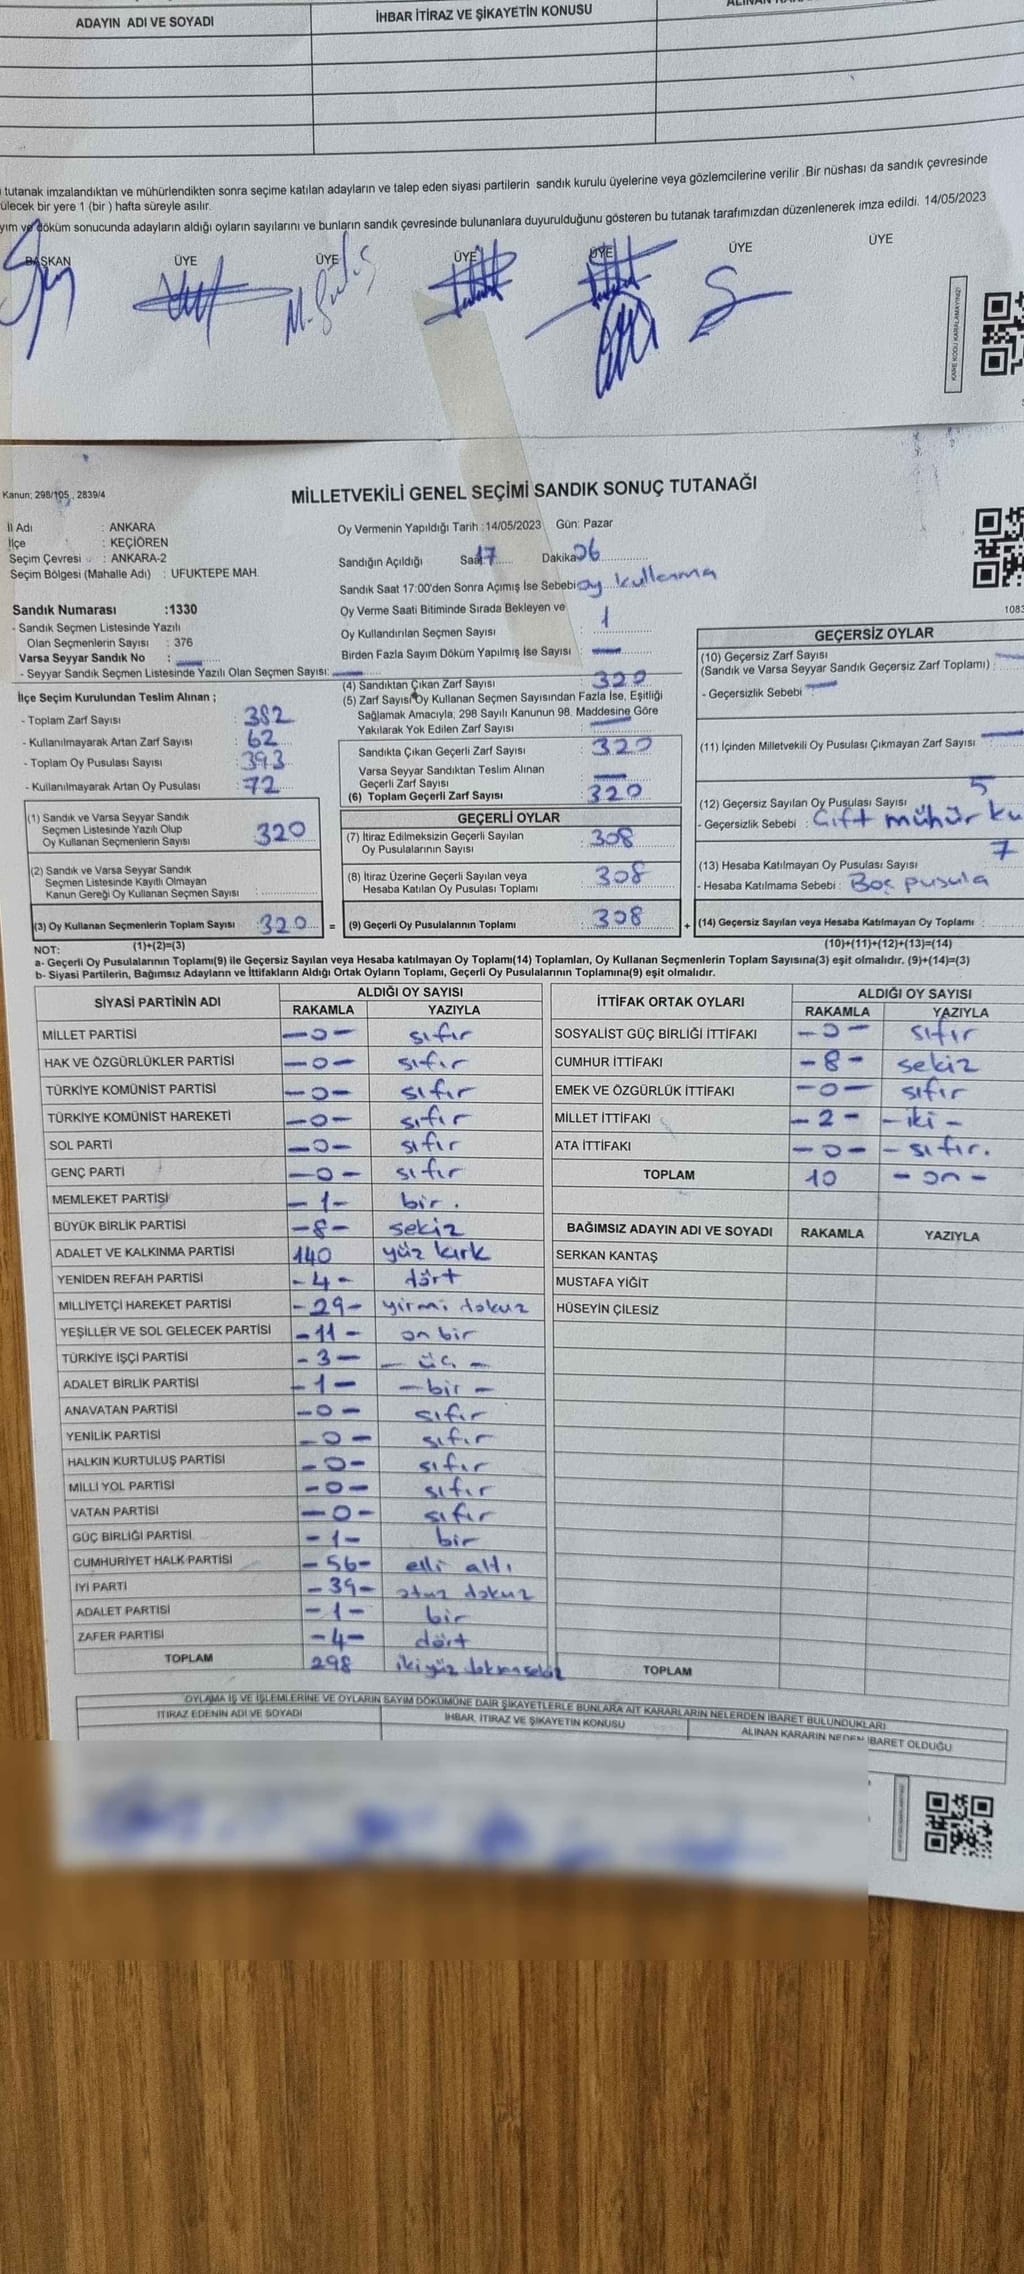 ADAYIN ADI VE SOYADI
İHBAR İTİRAZ VE ŞİKAYETİN KONUSU
tutanak imzalandıktan ve mühürlendikten sonra seçime katılan adayların ve talep eden siyasi partilerin sandık kurulu üyelerine veya gözlemcilerine verilir .Bir nüshası da sandık çevresinde
ülecek bir yere 1 (bir ) hafta süreyle asılır.
yım ve döküm sonucunda adayların aldığı oyların sayılarını ve bunların sandık çevresinde bulunanlara duyurulduğunu gösteren bu tutanak tarafımızdan düzenlenerek imza edildi. 14/05/2023
BAŞKAN ÜYE ÜYE ÜYE ÜYE ÜYE ÜYE
KARE KODU KARALAMAYINIZ!
Kanun; 298/105 , 2839/4
MİLLETVEKİLİ GENEL SEÇİMİ SANDIK SONUÇ TUTANAĞI
İl Adı : ANKARA
İlçe : KEÇİÖREN
Seçim Çevresi : ANKARA-2
Seçim Bölgesi (Mahalle Adı) : UFUKTEPE MAH.
Oy Vermenin Yapıldığı Tarih :14/05/2023 Gün: Pazar
Sandığın Açıldığı Saat 17 Dakika 06
Sandık Saat 17:00'den Sonra Açımış İse Sebebi oy kullanma
Oy Verme Saati Bitiminde Sırada Bekleyen ve
Oy Kullandırılan Seçmen Sayısı : 1
Birden Fazla Sayım Döküm Yapılmış İse Sayısı : —
Sandık Numarası :1330
- Sandık Seçmen Listesinde Yazılı
Olan Seçmenlerin Sayısı : 376
Varsa Seyyar Sandık No : —
- Seyyar Sandık Seçmen Listesinde Yazılı Olan Seçmen Sayısı: —
İlçe Seçim Kurulundan Teslim Alınan ;
- Toplam Zarf Sayısı : 382
- Kullanılmayarak Artan Zarf Sayısı : 62
- Toplam Oy Pusulası Sayısı : 393
- Kullanılmayarak Artan Oy Pusulası : 72
(1) Sandık ve Varsa Seyyar Sandık
Seçmen Listesinde Yazılı Olup
Oy Kullanan Seçmenlerin Sayısı : 320
(2) Sandık ve Varsa Seyyar Sandık
Seçmen Listesinde Kayıtlı Olmayan
Kanun Gereği Oy Kullanan Seçmen Sayısı :
(3) Oy Kullanan Seçmenlerin Toplam Sayısı : 320 =
(4) Sandıktan Çıkan Zarf Sayısı : 320
(5) Zarf Sayısı Oy Kullanan Seçmen Sayısından Fazla İse, Eşitliği
Sağlamak Amacıyla, 298 Sayılı Kanunun 98. Maddesine Göre
Yakılarak Yok Edilen Zarf Sayısı : —
Sandıkta Çıkan Geçerli Zarf Sayısı : 320
Varsa Seyyar Sandıktan Teslim Alınan
Geçerli Zarf Sayısı : —
(6) Toplam Geçerli Zarf Sayısı : 320
GEÇERLİ OYLAR
(7) İtiraz Edilmeksizin Geçerli Sayılan
Oy Pusulalarının Sayısı : 308
(8) İtiraz Üzerine Geçerli Sayılan veya
Hesaba Katılan Oy Pusulası Toplamı : 308
(9) Geçerli Oy Pusulalarının Toplamı : 308 +
1083
GEÇERSİZ OYLAR
(10) Geçersiz Zarf Sayısı
(Sandık ve Varsa Seyyar Sandık Geçersiz Zarf Toplamı) : —
- Geçersizlik Sebebi : —
(11) İçinden Milletvekili Oy Pusulası Çıkmayan Zarf Sayısı : —
(12) Geçersiz Sayılan Oy Pusulası Sayısı : 5
- Geçersizlik Sebebi : Çift mühür ku
(13) Hesaba Katılmayan Oy Pusulası Sayısı : 7
- Hesaba Katılmama Sebebi : Boş pusula
(14) Geçersiz Sayılan veya Hesaba Katılmayan Oy Toplamı :
NOT: (1)+(2)=(3) (10)+(11)+(12)+(13)=(14)
a- Geçerli Oy Pusulalarının Toplamı(9) ile Geçersiz Sayılan veya Hesaba katılmayan Oy Toplamı(14) Toplamları, Oy Kullanan Seçmenlerin Toplam Sayısına(3) eşit olmalıdır. (9)+(14)=(3)
b- Siyasi Partilerin, Bağımsız Adayların ve İttifakların Aldığı Ortak Oyların Toplamı, Geçerli Oy Pusulalarının Toplamına(9) eşit olmalıdır.
SİYASİ PARTİNİN ADI ALDIĞI OY SAYISI
RAKAMLA YAZIYLA
MİLLET PARTİSİ —0— sıfır
HAK VE ÖZGÜRLÜKLER PARTİSİ —0— sıfır
TÜRKİYE KOMÜNİST PARTİSİ —0— sıfır
TÜRKİYE KOMÜNİST HAREKETİ —0— sıfır
SOL PARTİ —0— sıfır
GENÇ PARTİ —0— sıfır
MEMLEKET PARTİSİ —1— bir.
BÜYÜK BİRLİK PARTİSİ —8— sekiz
ADALET VE KALKINMA PARTİSİ 140 yüz kırk
YENİDEN REFAH PARTİSİ -4- dört
MİLLİYETÇİ HAREKET PARTİSİ -29- yirmi dokuz
YEŞİLLER VE SOL GELECEK PARTİSİ -11- on bir
TÜRKİYE İŞÇİ PARTİSİ -3- — üç —
ADALET BİRLİK PARTİSİ -1- — bir —
ANAVATAN PARTİSİ -0- sıfır
YENİLİK PARTİSİ -0- sıfır
HALKIN KURTULUŞ PARTİSİ -0- sıfır
MİLLİ YOL PARTİSİ -0- sıfır
VATAN PARTİSİ -0- sıfır
GÜÇ BİRLİĞİ PARTİSİ -1- bir
CUMHURİYET HALK PARTİSİ -56- elli altı
İYİ PARTİ -39- otuz dokuz
ADALET PARTİSİ -1- bir
ZAFER PARTİSİ -4- dört
TOPLAM 298 ikiyüz doksansekiz
İTTİFAK ORTAK OYLARI ALDIĞI OY SAYISI
RAKAMLA YAZIYLA
SOSYALİST GÜÇ BİRLİĞİ İTTİFAKI -0- sıfır
CUMHUR İTTİFAKI -8- sekiz
EMEK VE ÖZGÜRLÜK İTTİFAKI -0- sıfır
MİLLET İTTİFAKI -2- -iki-
ATA İTTİFAKI -0- -sıfır.
TOPLAM 10 -on-
BAĞIMSIZ ADAYIN ADI VE SOYADI RAKAMLA YAZIYLA
SERKAN KANTAŞ
MUSTAFA YİĞİT
HÜSEYİN ÇİLESİZ
TOPLAM
OYLAMA İŞ VE İŞLEMLERİNE VE OYLARIN SAYIM DÖKÜMÜNE DAİR ŞİKAYETLERLE BUNLARA AİT KARARLARIN NELERDEN İBARET BULUNDUKLARI
İTİRAZ EDENİN ADI VE SOYADI
İHBAR, İTİRAZ VE ŞİKAYETİN KONUSU
ALINAN KARARIN NEDEN İBARET OLDUĞU